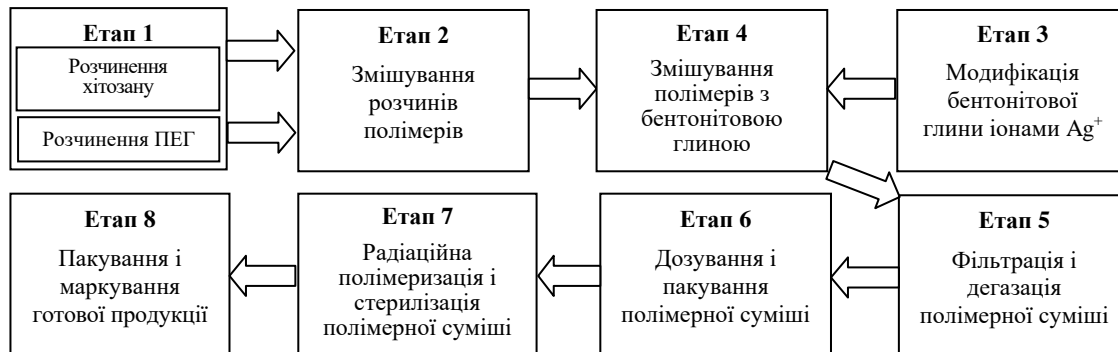 Етап 1
Розчинення
хітозану
Розчинення ПЕГ
Етап 2
Змішування
розчинів
полімерів
Етап 4
Змішування
полімерів з
бентонітовою
глиною
Етап 3
Модифікація
бентонітової
глини іонами Ag⁺
Етап 8
Пакування і
маркування
готової продукції
Етап 7
Радіаційна
полімеризація і
стерилізація
полімерної суміші
Етап 6
Дозування і
пакування
полімерної суміші
Етап 5
Фільтрація і
дегазація
полімерної суміші